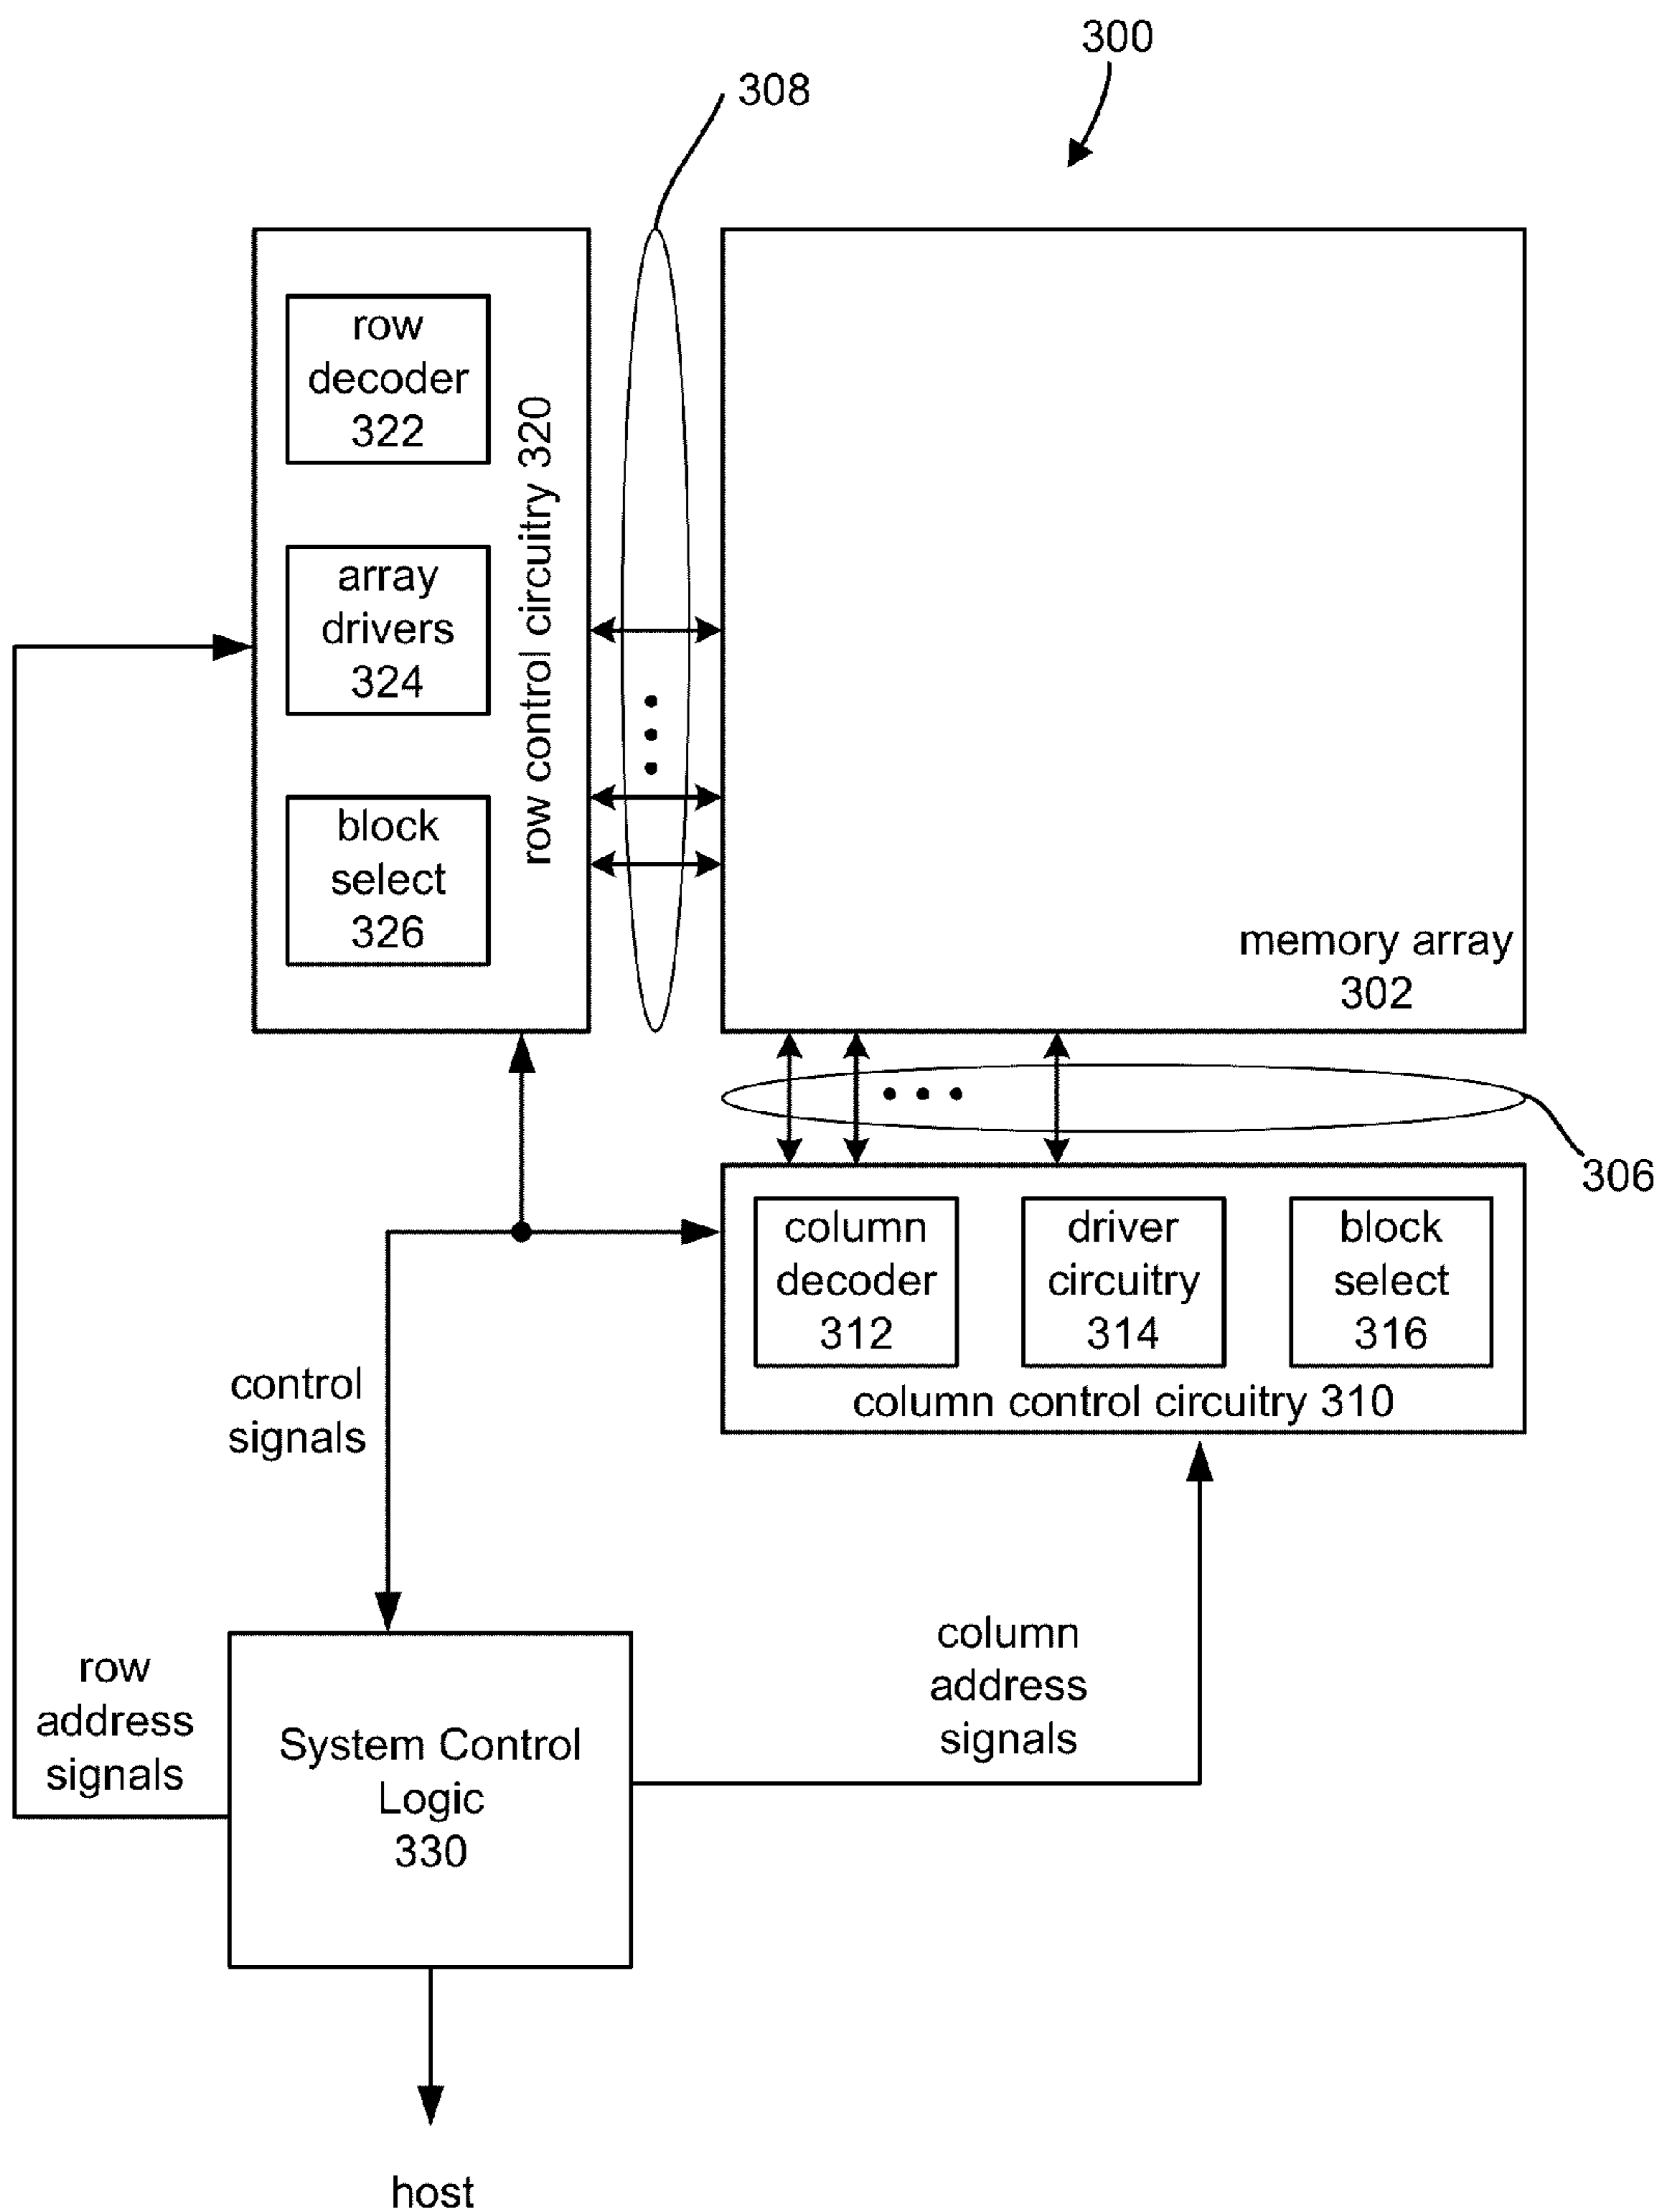 300
308
row
decoder
322
array
drivers
324
block
select
326
row control circuitry 320
memory array
302
306
column
decoder
312
driver
circuitry
314
block
select
316
column control circuitry 310
control
signals
row
address
signals
System Control
Logic
330
column
address
signals
host